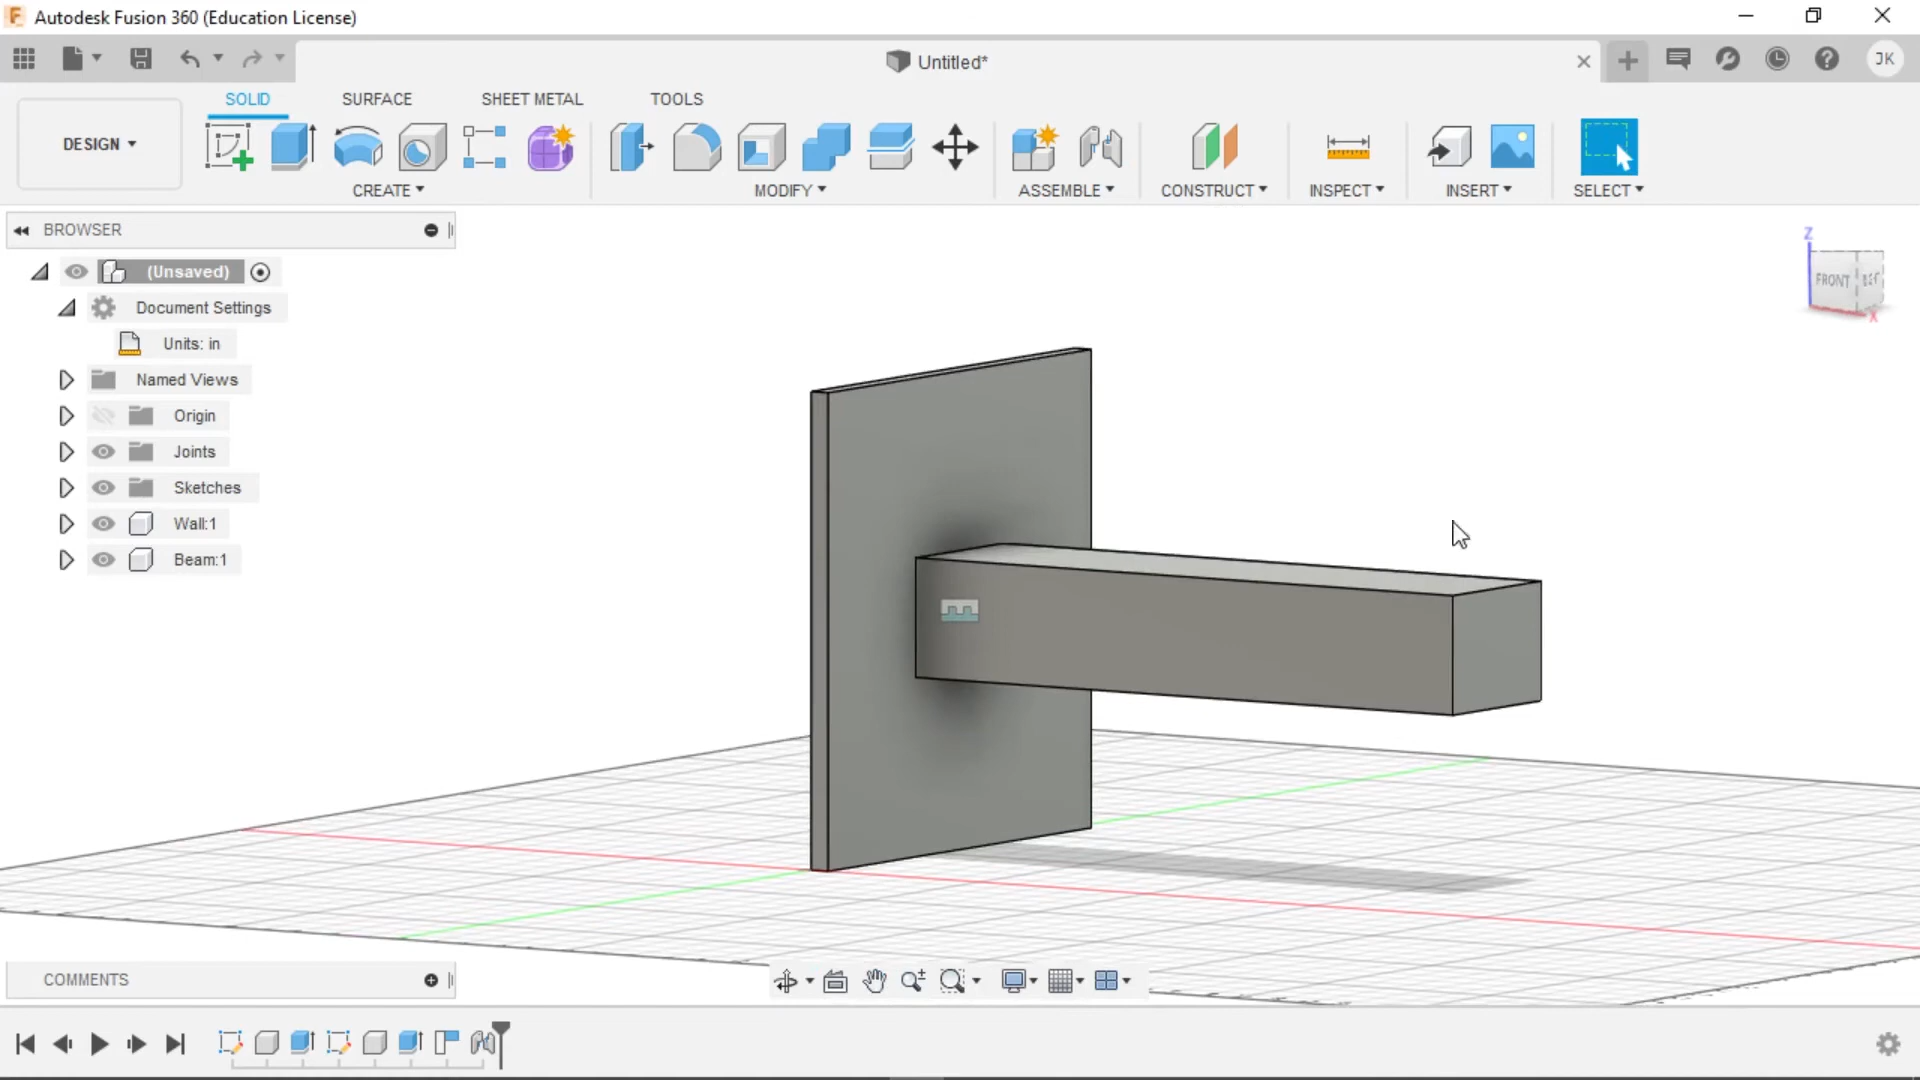 Autodesk Fusion 360 (Education License)
Untitled*
JK
SOLID
SURFACE
SHEET METAL
TOOLS
DESIGN
CREATE
MODIFY
ASSEMBLE
CONSTRUCT
INSPECT
INSERT
SELECT
BROWSER
(Unsaved)
Document Settings
Units: in
Named Views
Origin
Joints
Sketches
Wall:1
Beam:1
Z
FRONT
X
COMMENTS